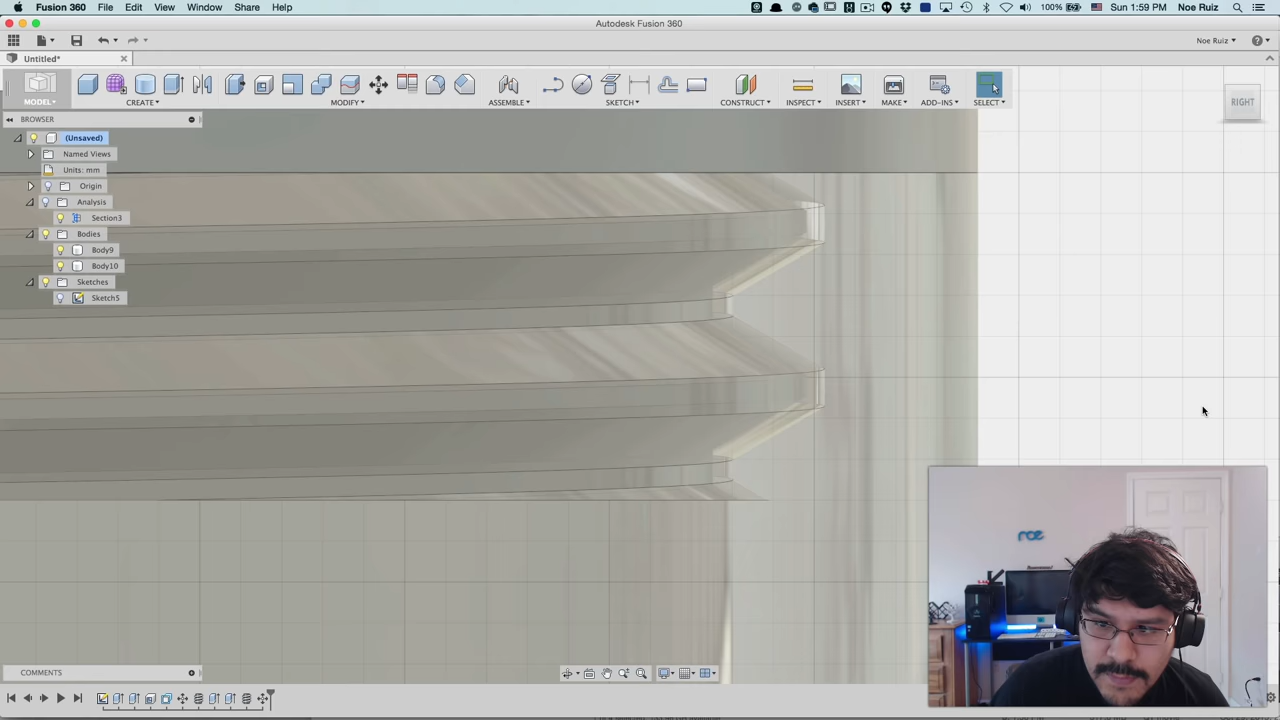 Fusion 360 File Edit View Window Share Help 100% Sun 1:59 PM Noe Ruiz
Autodesk Fusion 360
Noe Ruiz
Untitled*
MODEL CREATE MODIFY ASSEMBLE SKETCH CONSTRUCT INSPECT INSERT MAKE ADD-INS SELECT
BROWSER
RIGHT
(Unsaved)
Named Views
Units: mm
Origin
Analysis
Section3
Bodies
Body9
Body10
Sketches
Sketch5
noe
COMMENTS